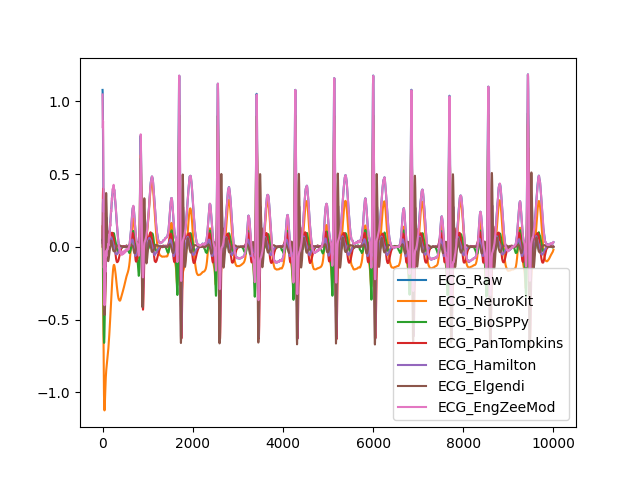 1.0
0.5
0.0
−0.5
−1.0
0
2000
4000
6000
8000
10000
ECG_Raw
ECG_NeuroKit
ECG_BioSPPy
ECG_PanTompkins
ECG_Hamilton
ECG_Elgendi
ECG_EngZeeMod